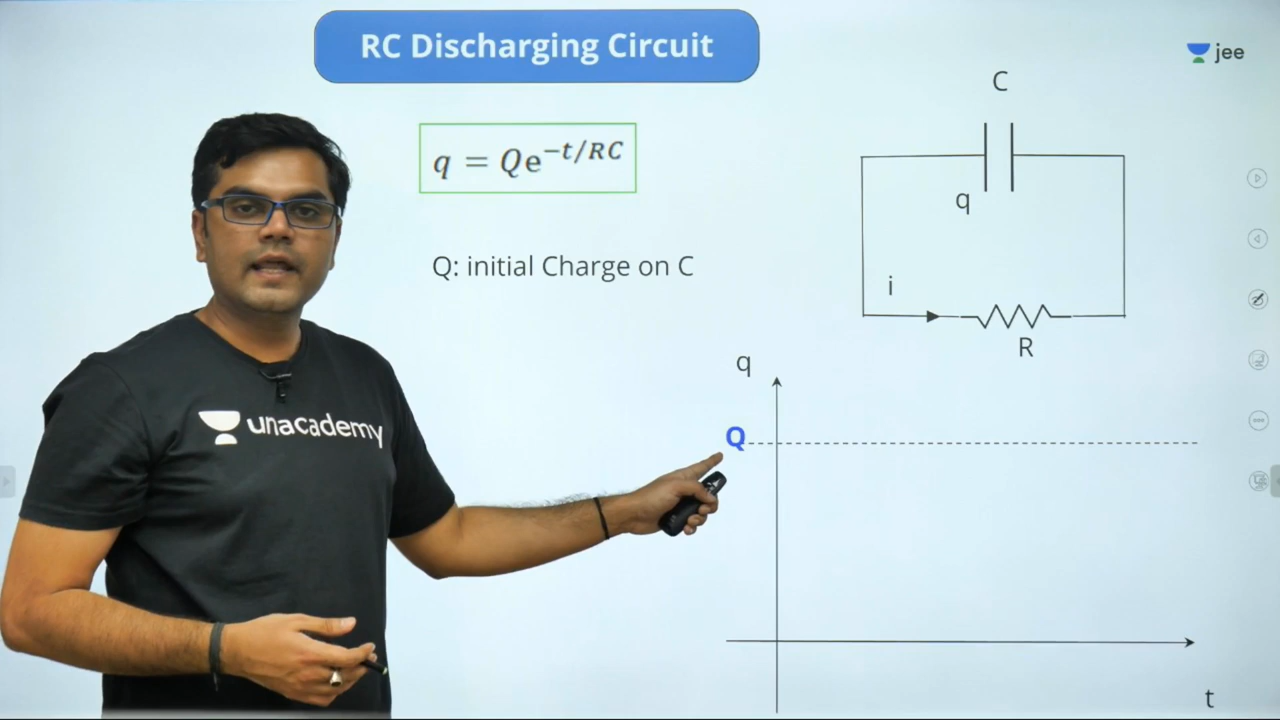 RC Discharging Circuit
jee
C
q = Qe^{-t/RC}
q
Q: initial Charge on C
i
R
q
unacademy
Q
t